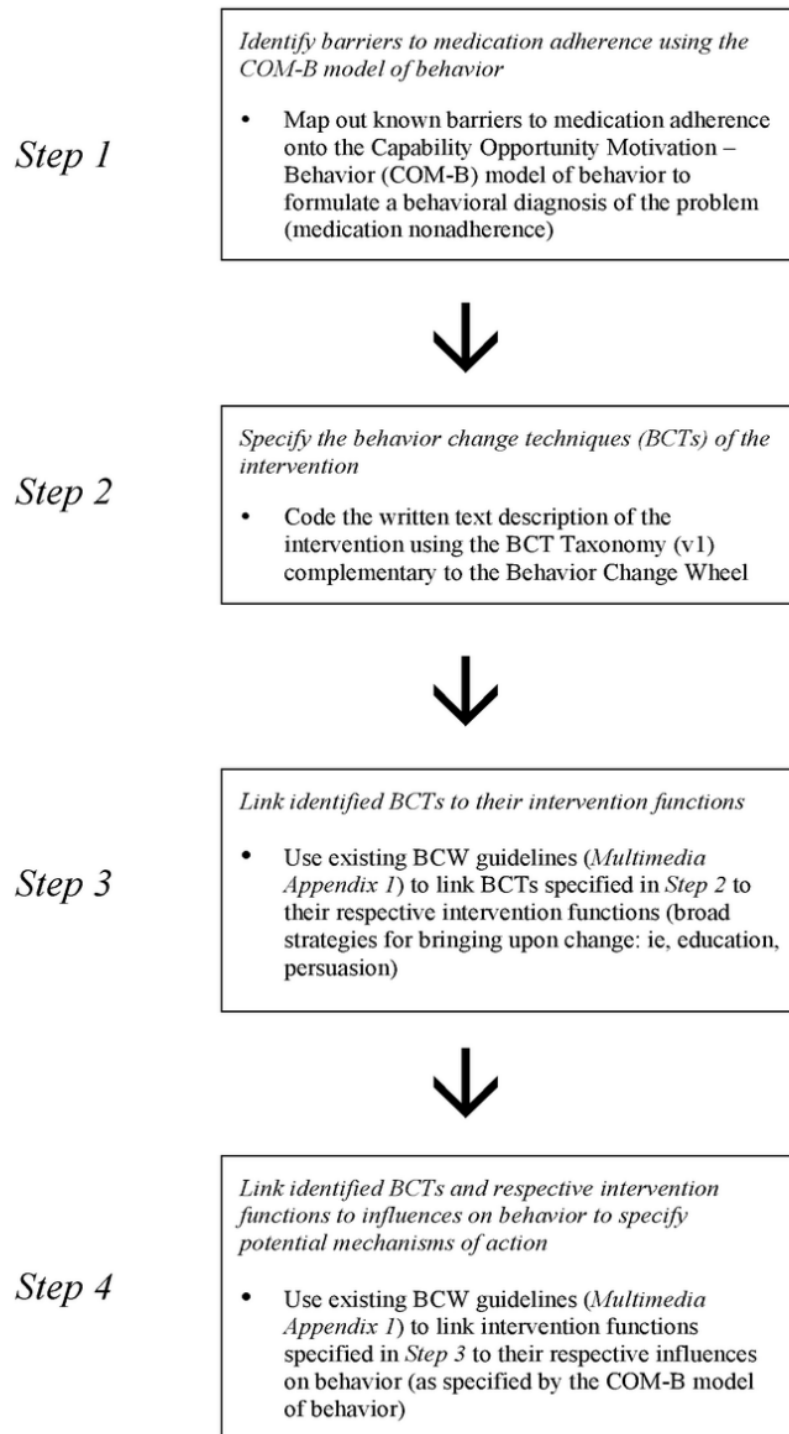 Step 1
Identify barriers to medication adherence using the
COM-B model of behavior
• Map out known barriers to medication adherence
onto the Capability Opportunity Motivation –
Behavior (COM-B) model of behavior to
formulate a behavioral diagnosis of the problem
(medication nonadherence)
Step 2
Specify the behavior change techniques (BCTs) of the
intervention
• Code the written text description of the
intervention using the BCT Taxonomy (v1)
complementary to the Behavior Change Wheel
Step 3
Link identified BCTs to their intervention functions
• Use existing BCW guidelines (Multimedia
Appendix 1) to link BCTs specified in Step 2 to
their respective intervention functions (broad
strategies for bringing upon change: ie, education,
persuasion)
Step 4
Link identified BCTs and respective intervention
functions to influences on behavior to specify
potential mechanisms of action
• Use existing BCW guidelines (Multimedia
Appendix 1) to link intervention functions
specified in Step 3 to their respective influences
on behavior (as specified by the COM-B model
of behavior)